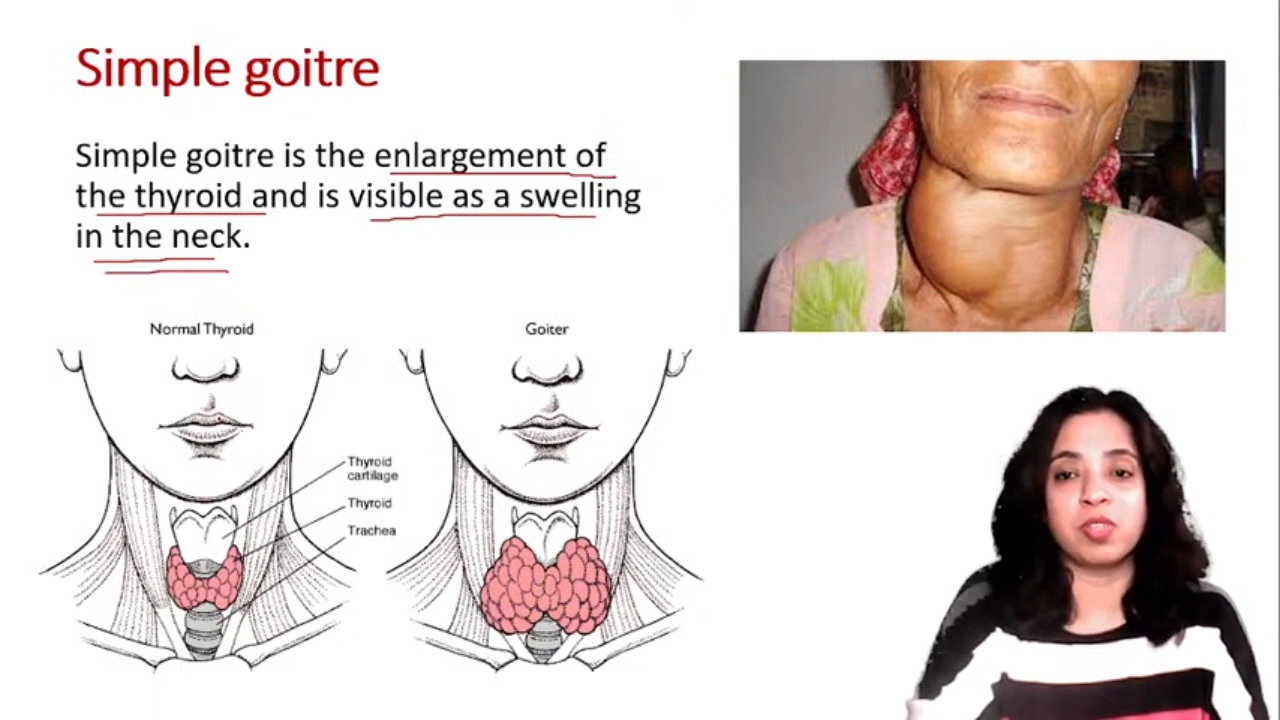 Simple goitre
Simple goitre is the enlargement of
the thyroid and is visible as a swelling
in the neck.
Normal Thyroid
Goiter
Thyroid
cartilage
Thyroid
Trachea